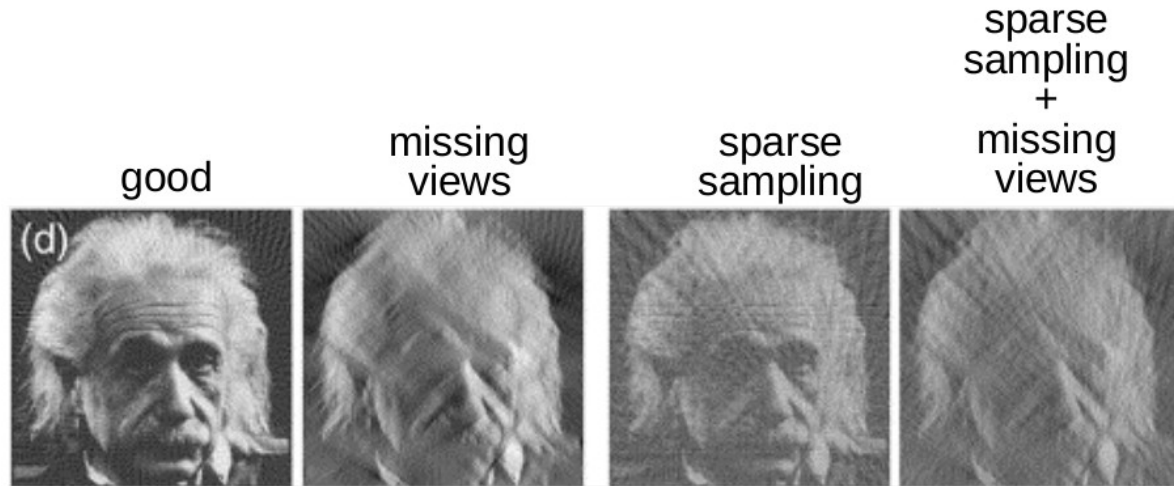 good
missing
views
sparse
sampling
sparse
sampling
+
missing
views
(d)